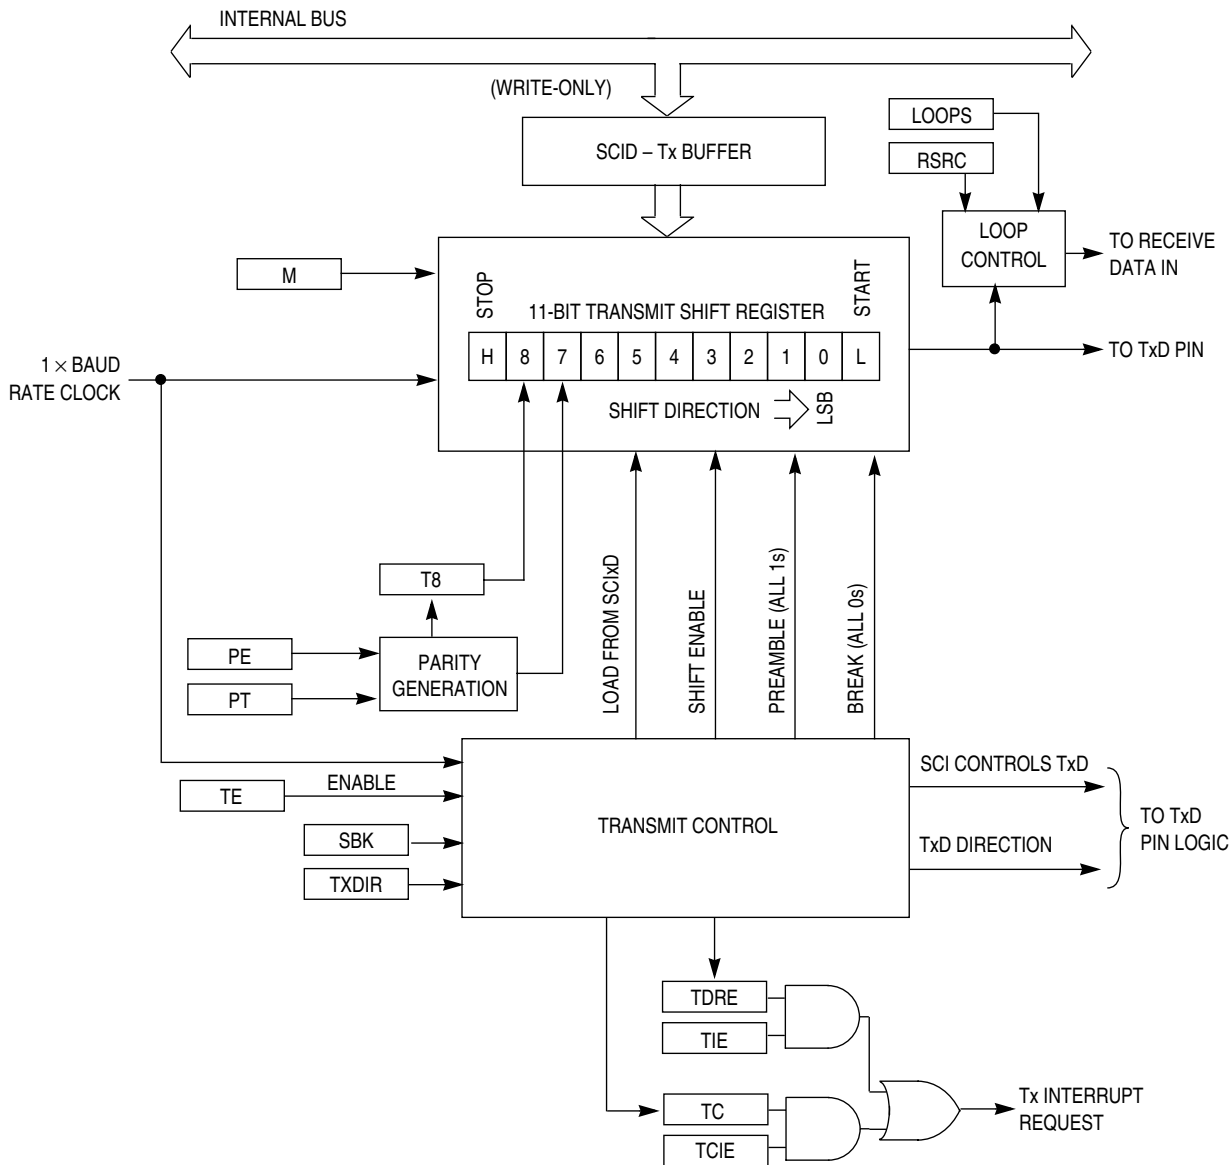 INTERNAL BUS
(WRITE-ONLY)
SCID – Tx BUFFER
LOOPS
RSRC
LOOP
CONTROL
TO RECEIVE
DATA IN
M
STOP
11-BIT TRANSMIT SHIFT REGISTER
START
H 8 7 6 5 4 3 2 1 0 L
TO TxD PIN
1 × BAUD
RATE CLOCK
SHIFT DIRECTION
LSB
T8
PE
PT
PARITY
GENERATION
LOAD FROM SCIxD
SHIFT ENABLE
PREAMBLE (ALL 1s)
BREAK (ALL 0s)
TE
ENABLE
SBK
TXDIR
TRANSMIT CONTROL
SCI CONTROLS TxD
TxD DIRECTION
TO TxD
PIN LOGIC
TDRE
TIE
TC
TCIE
Tx INTERRUPT
REQUEST